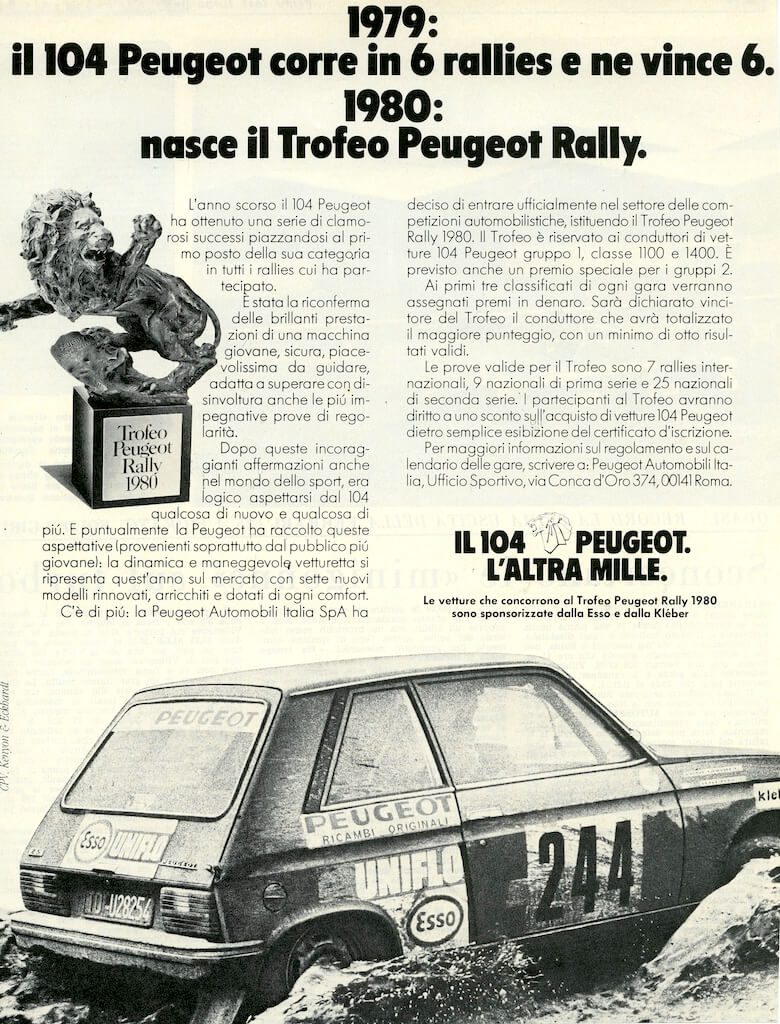 1979:
il 104 Peugeot corre in 6 rallies e ne vince 6.
1980:
nasce il Trofeo Peugeot Rally.
L'anno scorso il 104 Peugeot
ha ottenuto una serie di clamo-
rosi successi piazzandosi al pri-
mo posto della sua categoria
in tutti i rallies cui ha par-
tecipato.
È stata la riconferma
delle brillanti presta-
zioni di una macchina
giovane, sicura, piace-
volissima da guidare,
adatta a superare con di-
sinvoltura anche le piú im-
pegnative prove di rego-
larità.
Dopo queste incorag-
gianti affermazioni anche
nel mondo dello sport, era
logico aspettarsi dal 104
qualcosa di nuovo e qualcosa di
piú. E puntualmente la Peugeot ha raccolto queste
aspettative (provenienti soprattutto dal pubblico piú
giovane): la dinamica e maneggevole vetturetta si
ripresenta quest'anno sul mercato con sette nuovi
modelli rinnovati, arricchiti e dotati di ogni comfort.
C'è di piú: la Peugeot Automobili Italia SpA ha
deciso di entrare ufficialmente nel settore delle com-
petizioni automobilistiche, istituendo il Trofeo Peugeot
Rally 1980. Il Trofeo è riservato ai conduttori di vet-
ture 104 Peugeot gruppo 1, classe 1100 e 1400. È
previsto anche un premio speciale per i gruppi 2.
Ai primi tre classificati di ogni gara verranno
assegnati premi in denaro. Sarà dichiarato vinci-
tore del Trofeo il conduttore che avrà totalizzato
il maggiore punteggio, con un minimo di otto risul-
tati validi.
Le prove valide per il Trofeo sono 7 rallies inter-
nazionali, 9 nazionali di prima serie e 25 nazionali
di seconda serie. I partecipanti al Trofeo avranno
diritto a uno sconto sull'acquisto di vetture 104 Peugeot
dietro semplice esibizione del certificato d'iscrizione.
Per maggiori informazioni sul regolamento e sul ca-
lendario delle gare, scrivere a: Peugeot Automobili Ita-
lia, Ufficio Sportivo, via Conca d'Oro 374, 00141 Roma.
Trofeo
Peugeot
Rally
1980
IL 104 PEUGEOT.
L'ALTRA MILLE.
Le vetture che concorrono al Trofeo Peugeot Rally 1980
sono sponsorizzate dalla Esso e dalla Kléber
CPV. Kenyon & Eckhardt
PEUGEOT
Esso UNIFLO
PEUGEOT
PEUGEOT
RICAMBI ORIGINALI
UNIFLO
Esso
244
kle